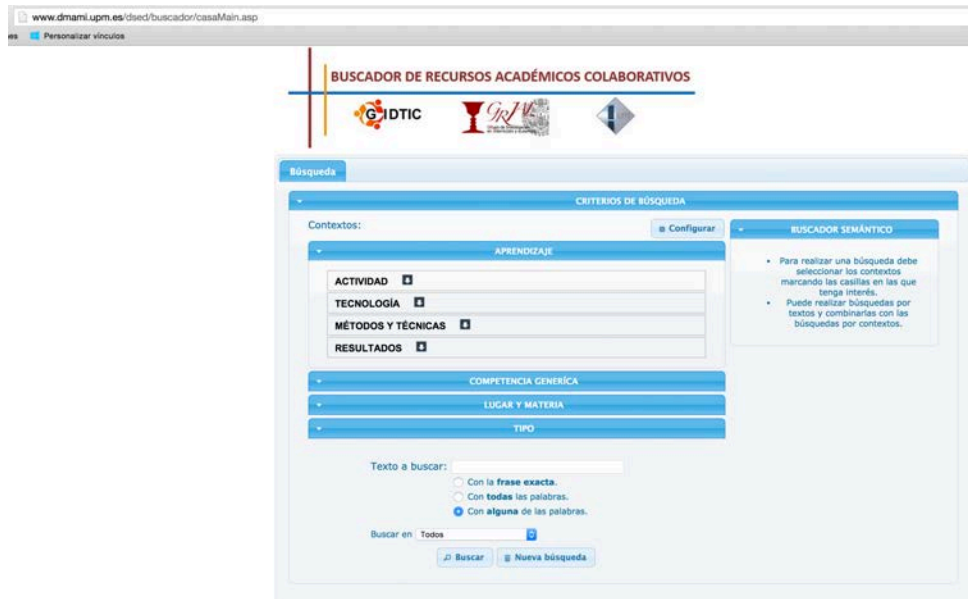 www.dmami.upm.es/dsed/buscador/casaMain.asp
nes Personalizar vínculos
BUSCADOR DE RECURSOS ACADÉMICOS COLABORATIVOS
GIDTIC
GRIAL
Búsqueda
CRITERIOS DE BÚSQUEDA
Contextos:
Configurar
APRENDIZAJE
ACTIVIDAD
TECNOLOGÍA
MÉTODOS Y TÉCNICAS
RESULTADOS
COMPETENCIA GENERÍCA
LUGAR Y MATERIA
TIPO
BUSCADOR SEMÁNTICO
• Para realizar una búsqueda debe
seleccionar los contextos
marcando las casillas en las que
tenga interés.
• Puede realizar búsquedas por
textos y combinarlas con las
búsquedas por contextos.
Texto a buscar:
Con la frase exacta.
Con todas las palabras.
Con alguna de las palabras.
Buscar en Todos
Buscar Nueva búsqueda